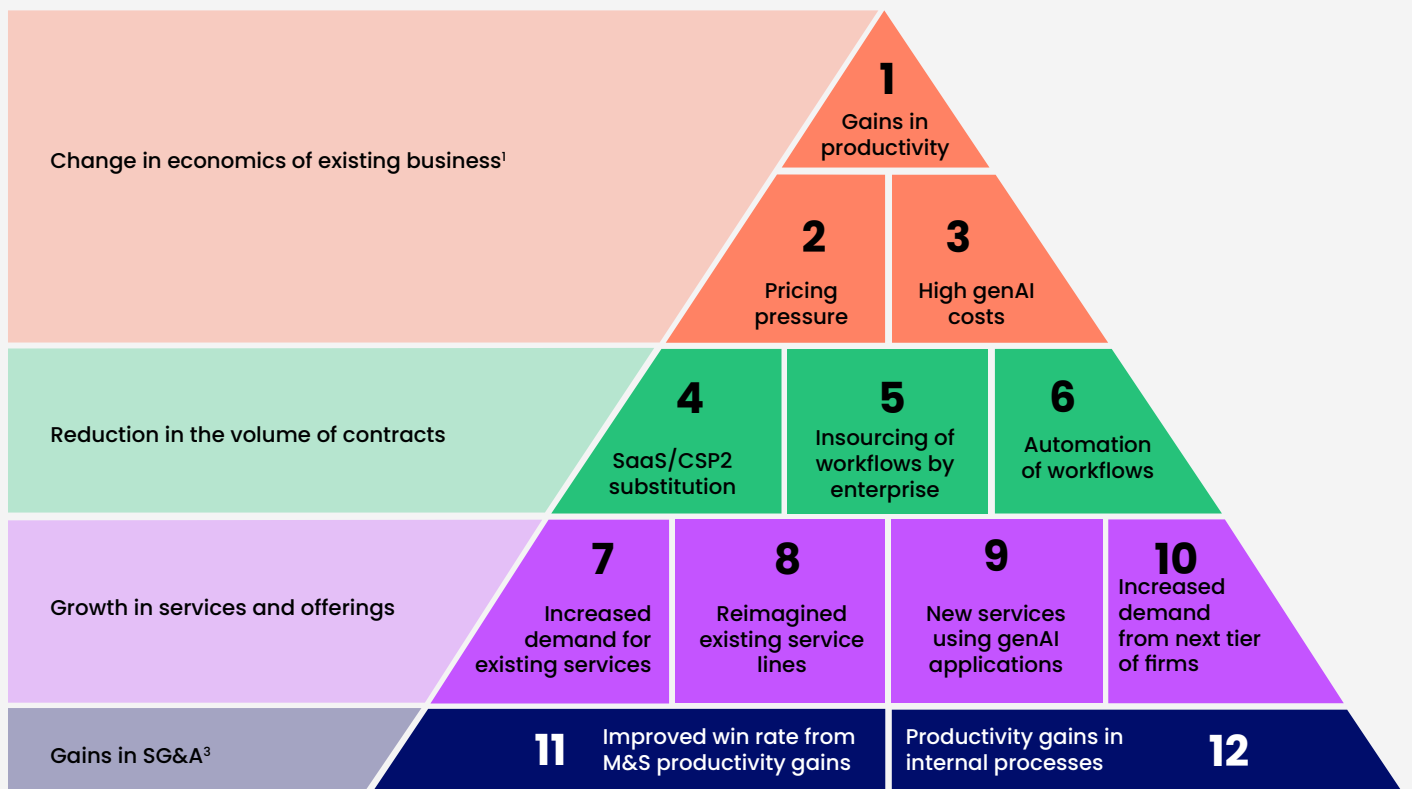 Change in economics of existing business¹
1
Gains in
productivity
2
Pricing
pressure
3
High genAI
costs
Reduction in the volume of contracts
4
SaaS/CSP2
substitution
5
Insourcing of
workflows by
enterprise
6
Automation
of workflows
Growth in services and offerings
7
Increased
demand for
existing services
8
Reimagined
existing service
lines
9
New services
using genAI
applications
10
Increased
demand
from next tier
of firms
Gains in SG&A³
11
Improved win rate from
M&S productivity gains
Productivity gains in
internal processes
12